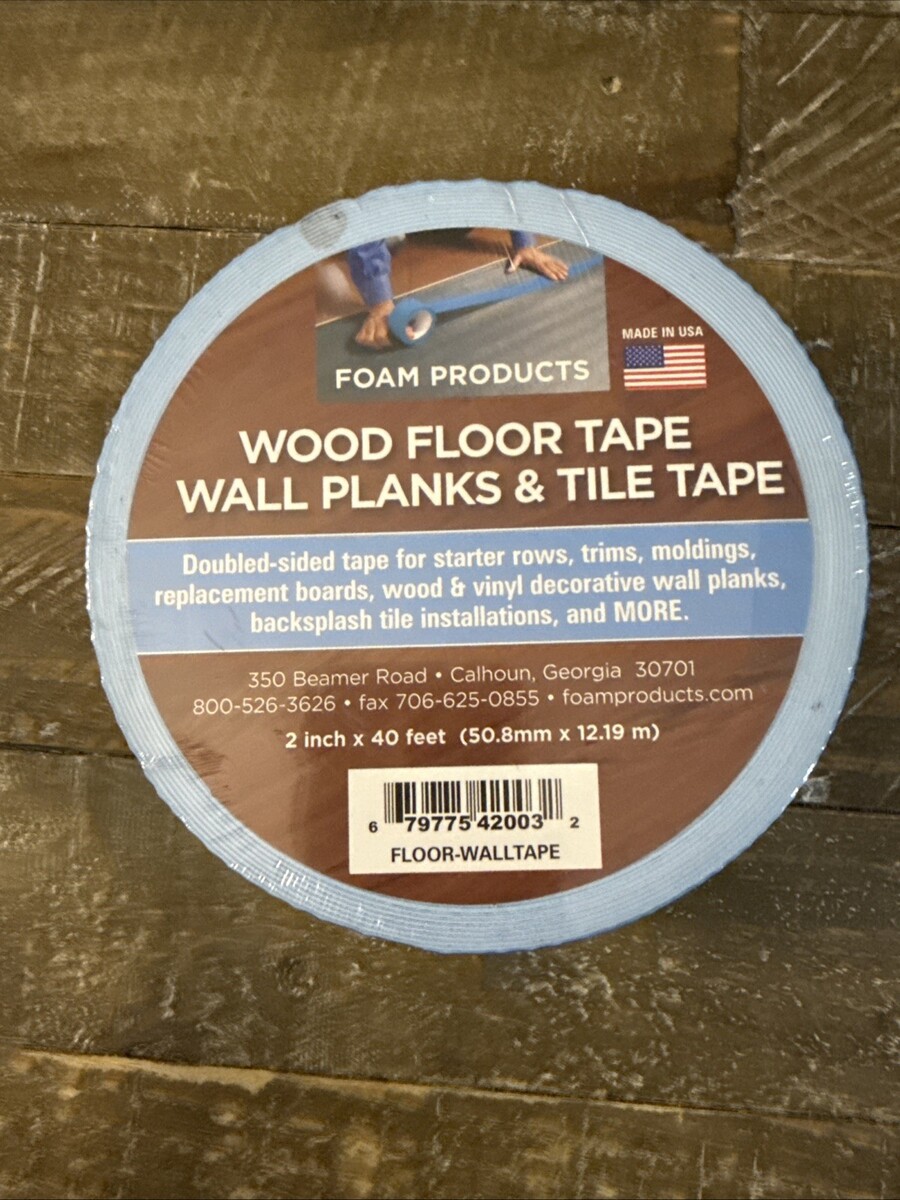 MADE IN USA
FOAM PRODUCTS
WOOD FLOOR TAPE
WALL PLANKS & TILE TAPE
Doubled-sided tape for starter rows, trims, moldings,
replacement boards, wood & vinyl decorative wall planks,
backsplash tile installations, and MORE.
350 Beamer Road • Calhoun, Georgia 30701
800-526-3626 • fax 706-625-0855 • foamproducts.com
2 inch x 40 feet (50.8mm x 12.19 m)
6 79775 42003 2
FLOOR-WALLTAPE